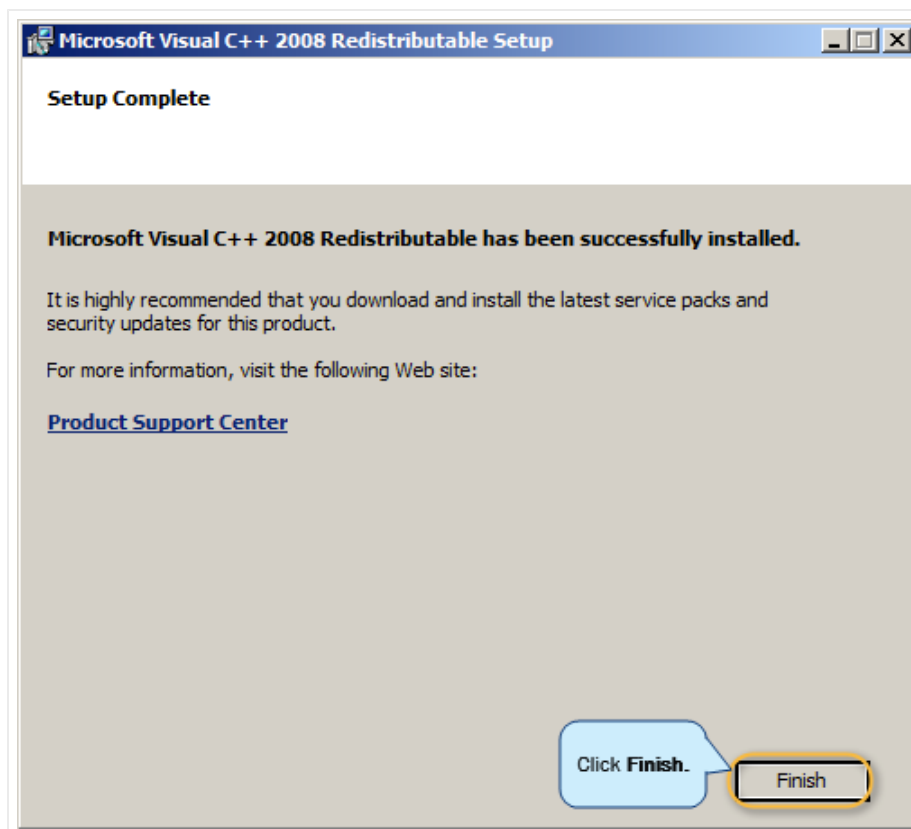 Microsoft Visual C++ 2008 Redistributable Setup
Setup Complete
Microsoft Visual C++ 2008 Redistributable has been successfully installed.
It is highly recommended that you download and install the latest service packs and
security updates for this product.
For more information, visit the following Web site:
Product Support Center
Click Finish.
Finish